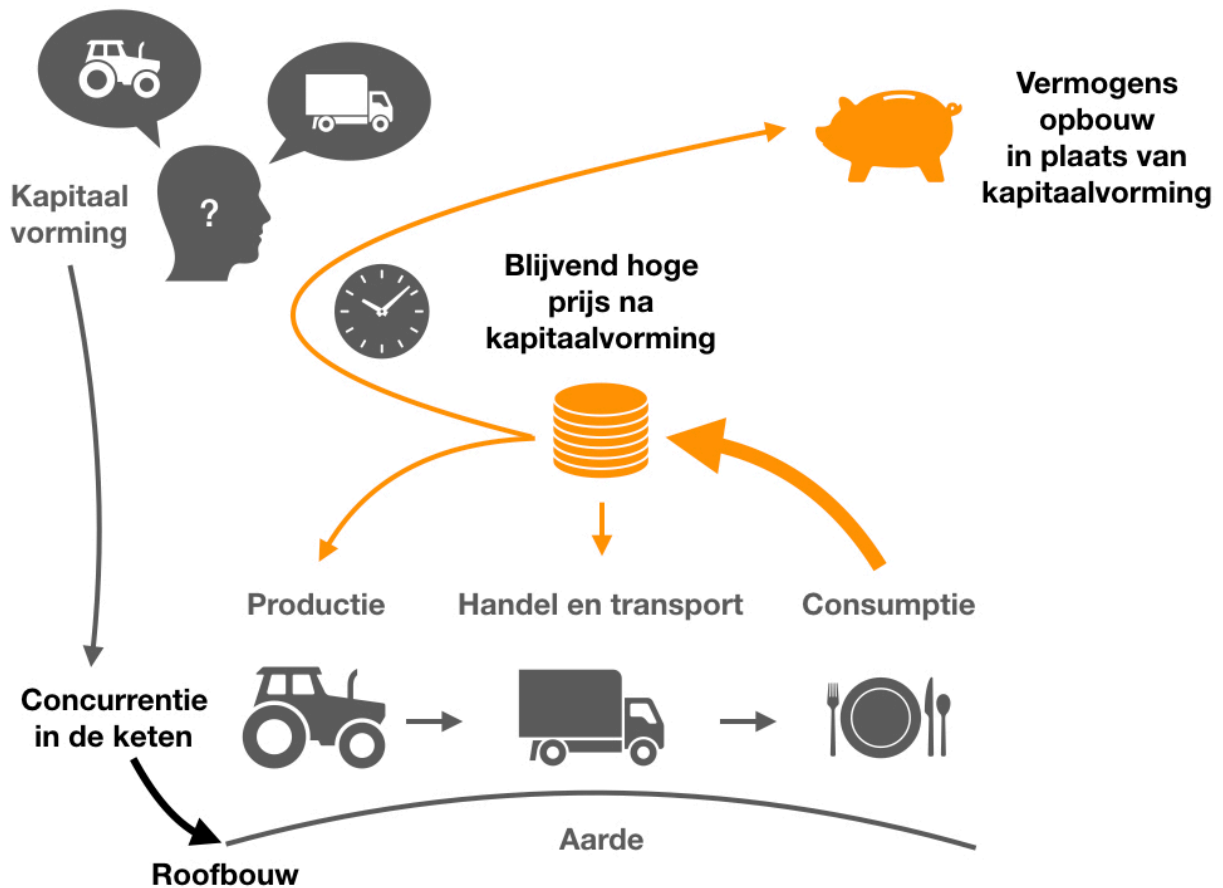 Kapitaal
vorming
?
Vermogens
opbouw
in plaats van
kapitaalvorming
Blijvend hoge
prijs na
kapitaalvorming
Productie
Handel en transport
Consumptie
Concurrentie
in de keten
Aarde
Roofbouw